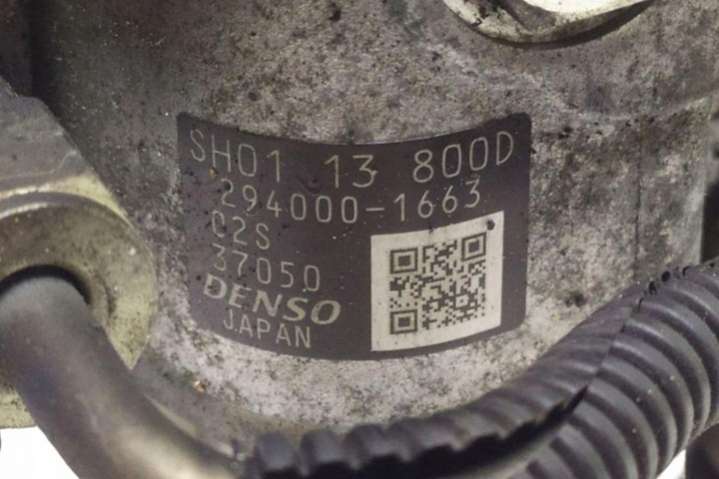 SH01 13 800D
294000-1663
C2S
37050
DENSO
JAPAN